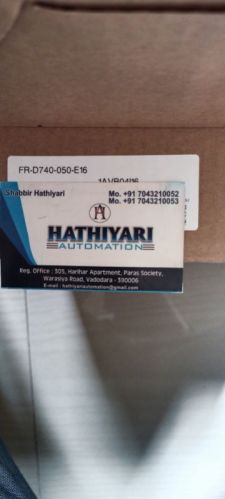 FR-D740-050-E16
Shabbir Hathiyari
Mo. +91 7043210052
Mo. +91 7043210053
HATHIYARI
AUTOMATION
Reg. Office : 305, Harihar Apartment, Paras Society,
Warasiya Road, Vadodara - 390006
E-mail : hathiyariautomation@gmail.com